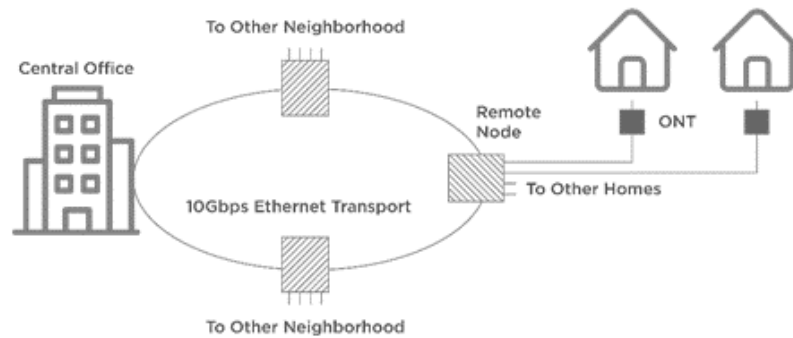 To Other Neighborhood
Central Office
Remote
Node
ONT
To Other Homes
10Gbps Ethernet Transport
To Other Neighborhood